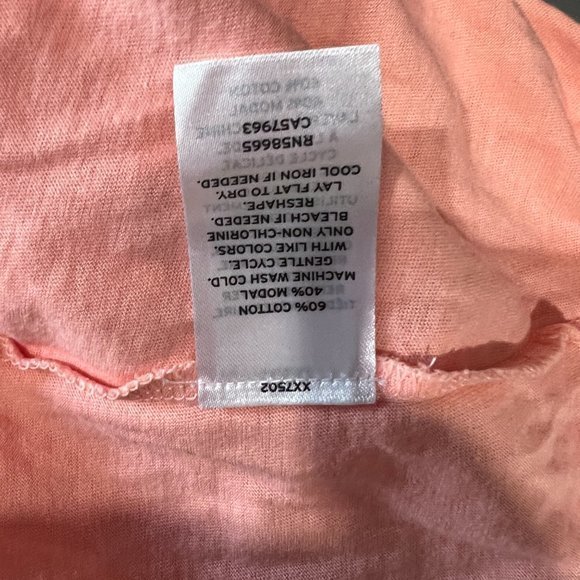 XX7502
60% COTTON
40% MODAL
MACHINE WASH COLD.
GENTLE CYCLE.
WITH LIKE COLORS.
ONLY NON-CHLORINE
BLEACH IF NEEDED.
RESHAPE.
LAY FLAT TO DRY.
COOL IRON IF NEEDED.
RN58665
CA57963